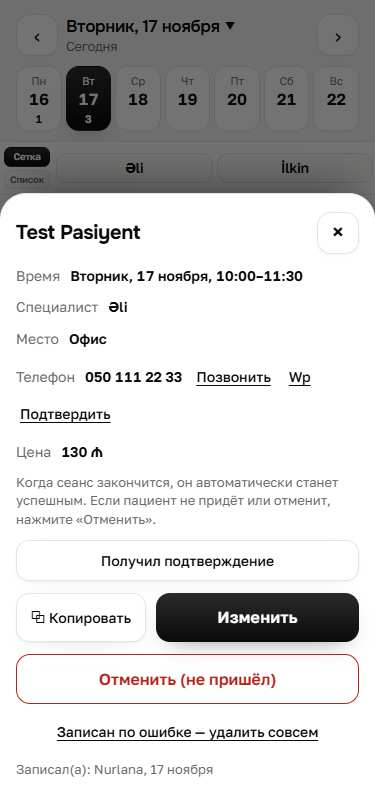 ‹
Вторник, 17 ноября ▼
Сегодня
›
Пн Вт Ср Чт Пт Сб Вс
16 17 18 19 20 21 22
1 3
Сетка
Список
Əli
İlkin
Test Pasiyent
×
Время Вторник, 17 ноября, 10:00–11:30
Специалист Əli
Место Офис
Телефон 050 111 22 33 Позвонить Wp
Подтвердить
Цена 130 ₼
Когда сеанс закончится, он автоматически станет
успешным. Если пациент не придёт или отменит,
нажмите «Отменить».
Получил подтверждение
Копировать
Изменить
Отменить (не пришёл)
Записан по ошибке — удалить совсем
Записал(а): Nurlana, 17 ноября